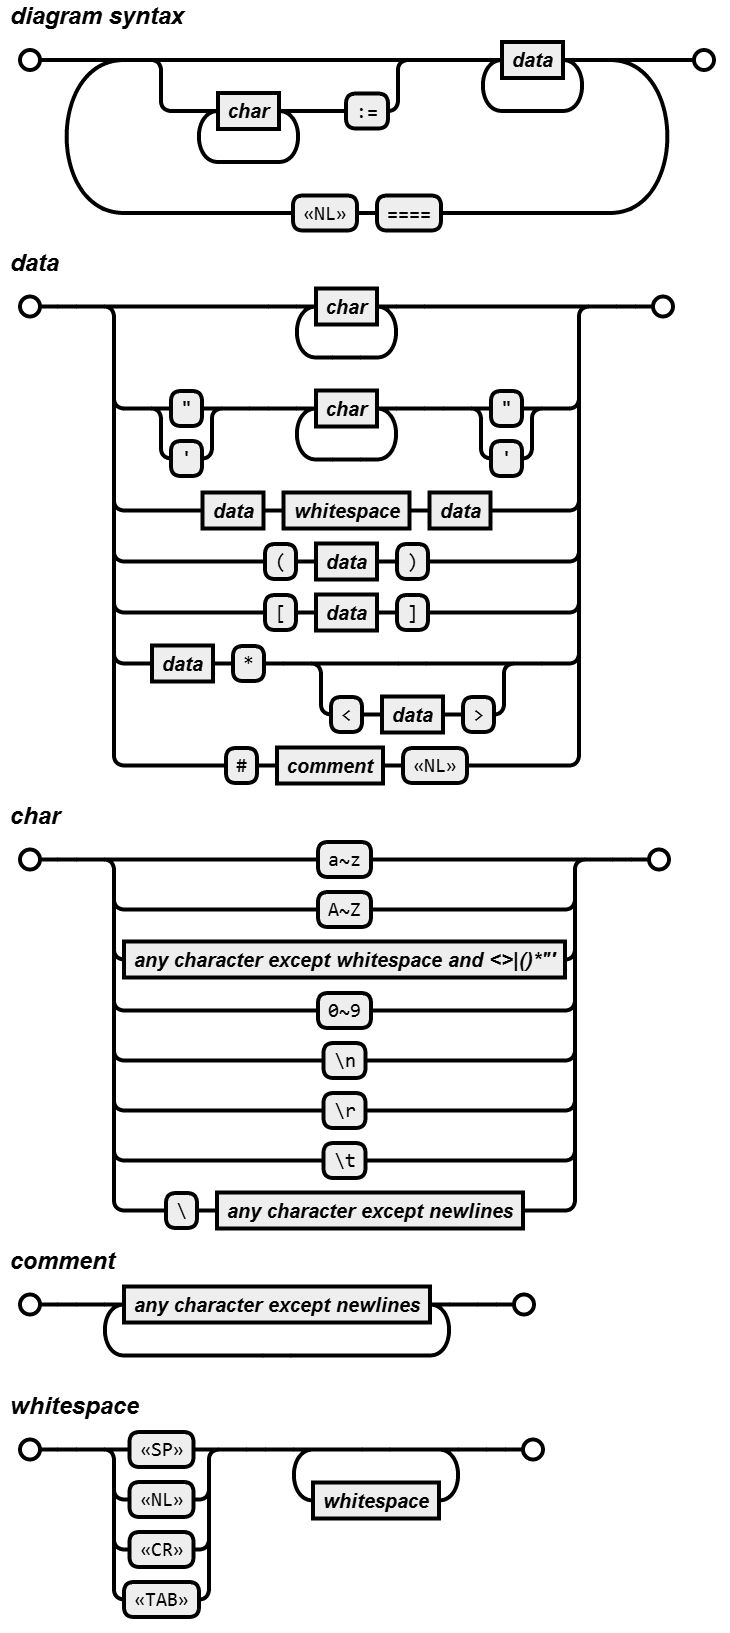 diagram syntax
data
char :=
«NL» ====
data
char
" char "
' '
data whitespace data
( data )
[ data ]
data *
< data >
# comment «NL»
char
a~z
A~Z
any character except whitespace and <>|()*"'
0~9
\n
\r
\t
\ any character except newlines
comment
any character except newlines
whitespace
«SP»
«NL»
whitespace
«CR»
«TAB»